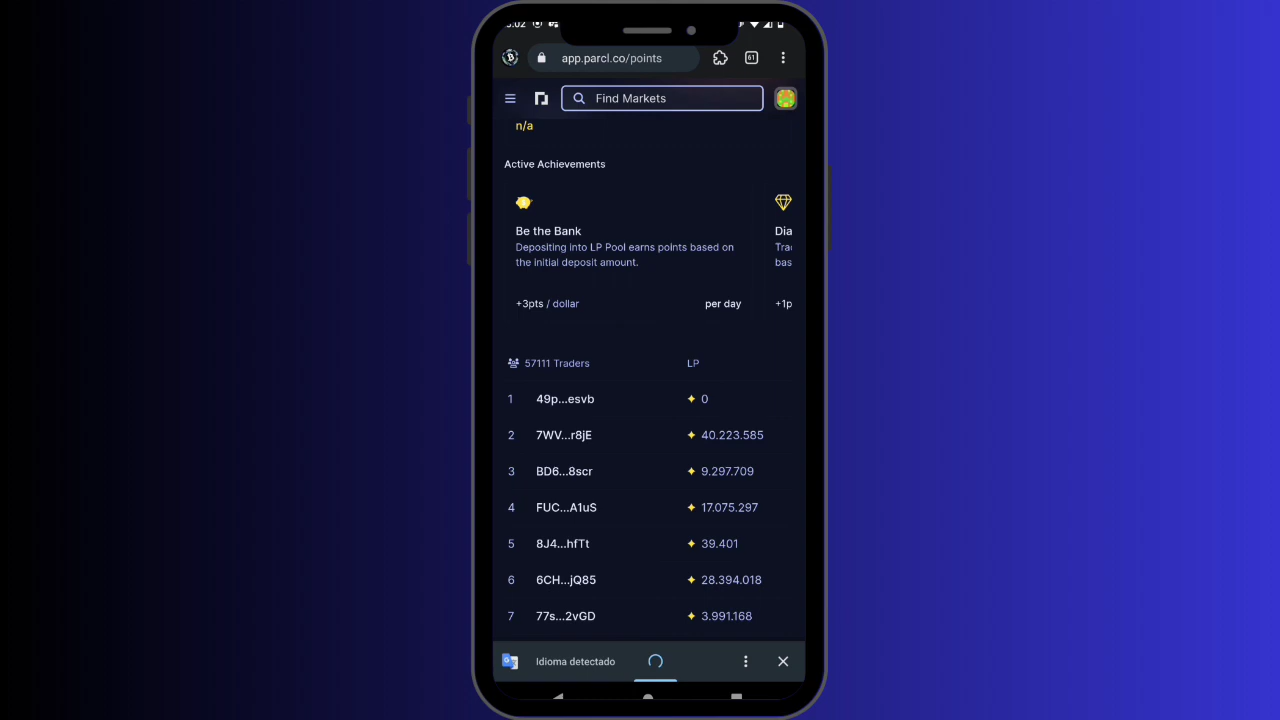 app.parcl.co/points
61
Find Markets
n/a
Active Achievements
Be the Bank
Depositing into LP Pool earns points based on
the initial deposit amount.
+3pts / dollar per day
Dia
Trad
bas
+1p
57111 Traders LP
1 49p...esvb 0
2 7WV...r8jE 40.223.585
3 BD6...8scr 9.297.709
4 FUC...A1uS 17.075.297
5 8J4...hfTt 39.401
6 6CH...jQ85 28.394.018
7 77s...2vGD 3.991.168
Idioma detectado